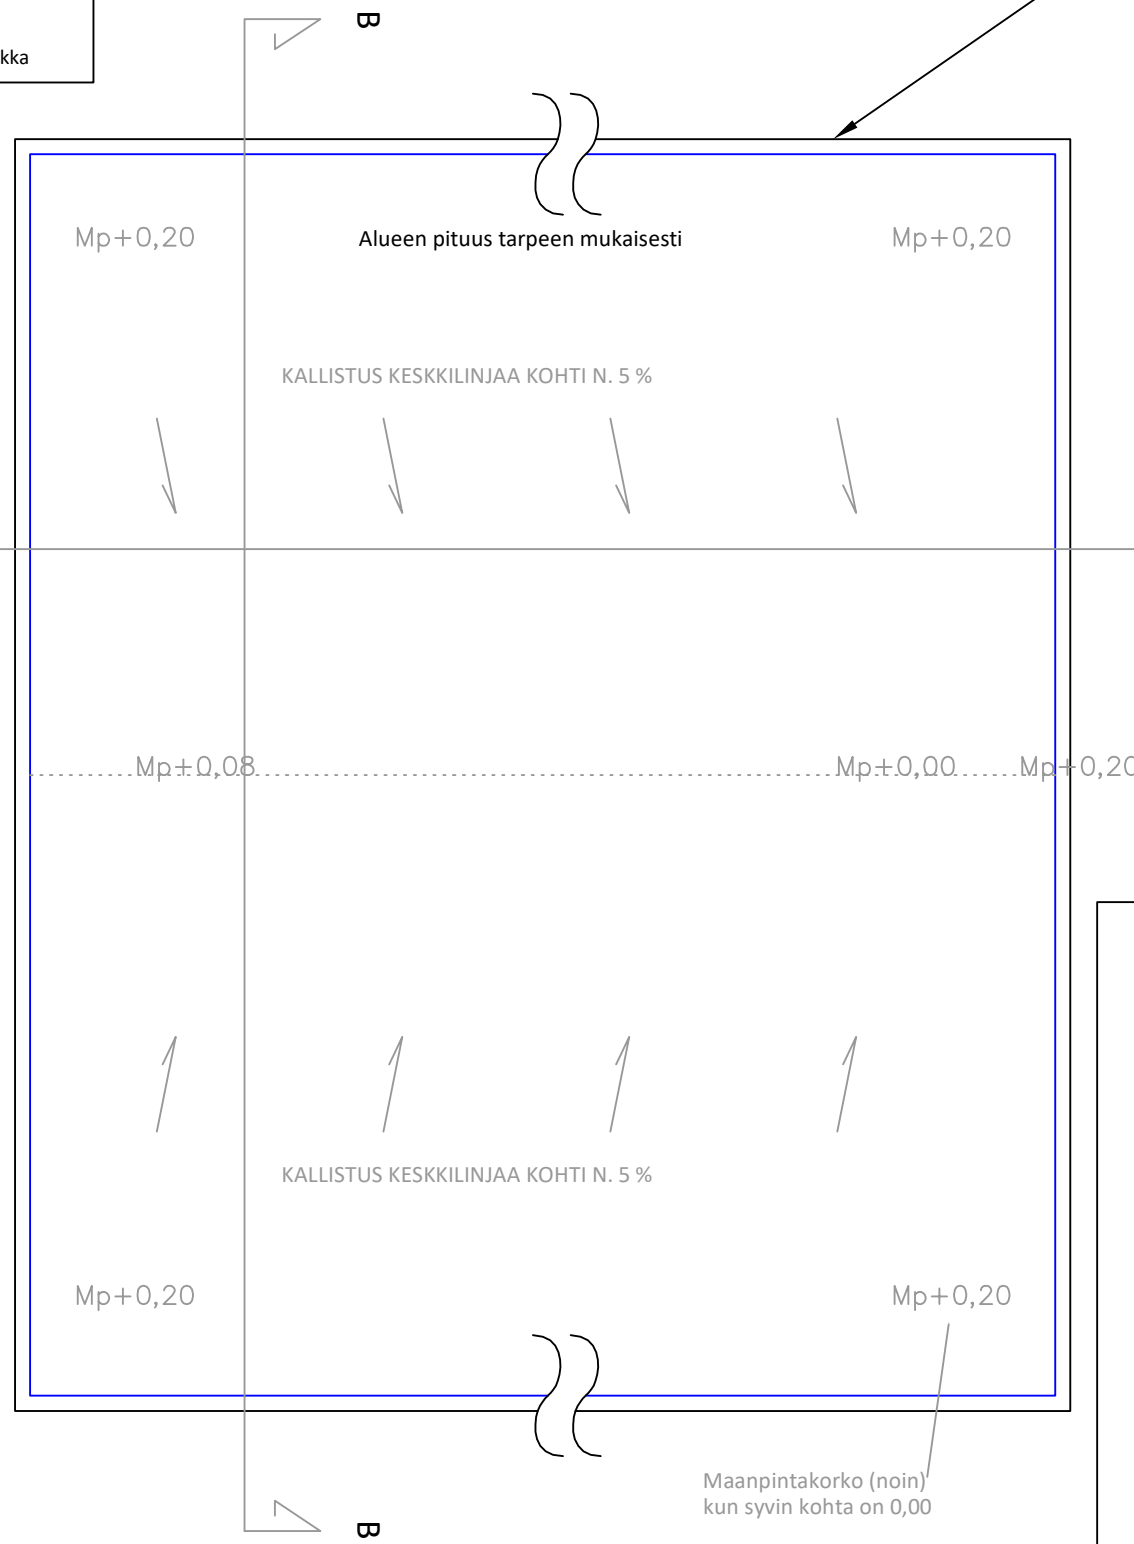 B
kka
Mp+0,20
Alueen pituus tarpeen mukaisesti
Mp+0,20
KALLISTUS KESKKILINJAA KOHTI N. 5 %
Mp+0,08
Mp+0,00
Mp+0,20
KALLISTUS KESKKILINJAA KOHTI N. 5 %
Mp+0,20
Mp+0,20
Maanpintakorko (noin)
kun syvin kohta on 0,00
B